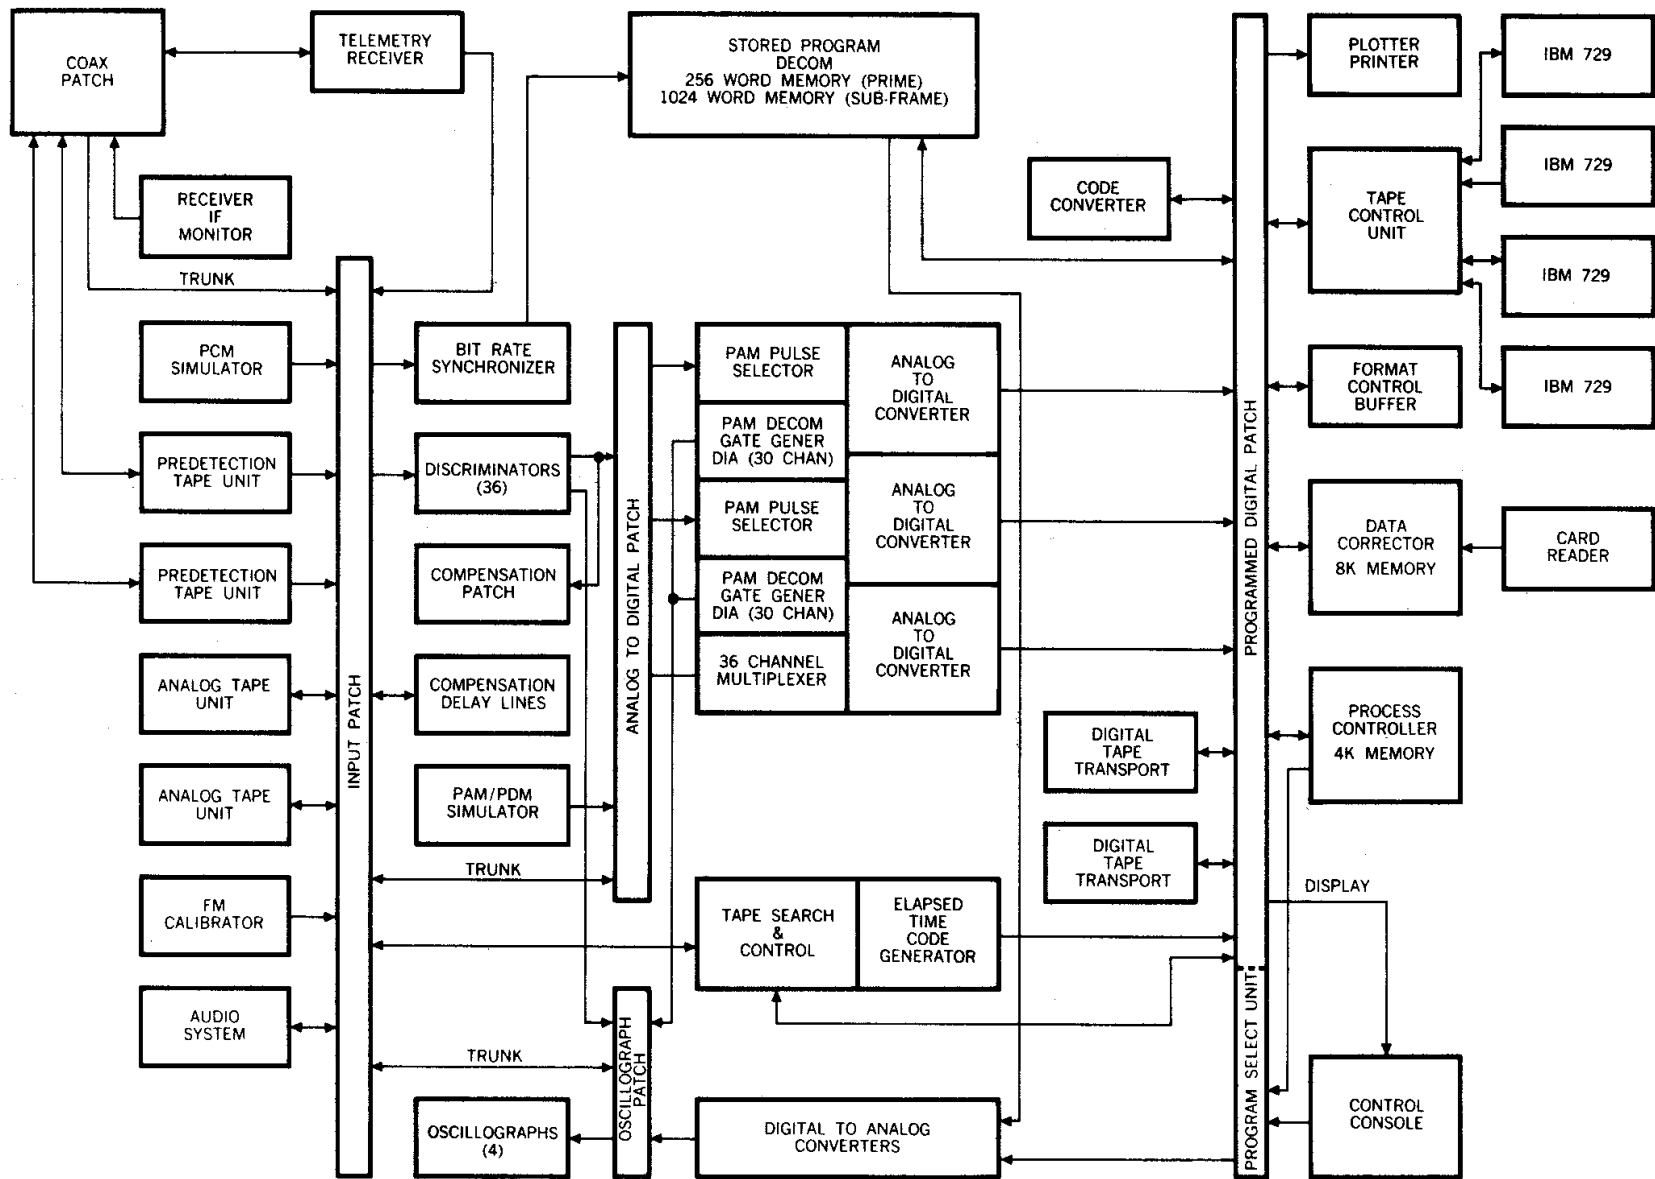 COAX
PATCH
TELEMETRY
RECEIVER
RECEIVER
IF
MONITOR
TRUNK
PCM
SIMULATOR
PREDETECTION
TAPE UNIT
PREDETECTION
TAPE UNIT
ANALOG TAPE
UNIT
ANALOG TAPE
UNIT
FM
CALIBRATOR
AUDIO
SYSTEM
INPUT PATCH
BIT RATE
SYNCHRONIZER
DISCRIMINATORS
(36)
COMPENSATION
PATCH
COMPENSATION
DELAY LINES
PAM/PDM
SIMULATOR
TRUNK
TRUNK
OSCILLOGRAPHS
(4)
ANALOG TO DIGITAL PATCH
OSCILLOGRAPH
PATCH
STORED PROGRAM
DECOM
256 WORD MEMORY (PRIME)
1024 WORD MEMORY (SUB-FRAME)
PAM PULSE
SELECTOR
PAM DECOM
GATE GENER
DIA (30 CHAN)
PAM PULSE
SELECTOR
PAM DECOM
GATE GENER
DIA (30 CHAN)
36 CHANNEL
MULTIPLEXER
ANALOG
TO
DIGITAL
CONVERTER
ANALOG
TO
DIGITAL
CONVERTER
ANALOG
TO
DIGITAL
CONVERTER
TAPE SEARCH
&
CONTROL
ELAPSED
TIME
CODE
GENERATOR
DIGITAL TO ANALOG
CONVERTERS
CODE
CONVERTER
DIGITAL
TAPE
TRANSPORT
DIGITAL
TAPE
TRANSPORT
PROGRAMMED DIGITAL PATCH
PROGRAM SELECT UNIT
PLOTTER
PRINTER
TAPE
CONTROL
UNIT
FORMAT
CONTROL
BUFFER
DATA
CORRECTOR
8K MEMORY
PROCESS
CONTROLLER
4K MEMORY
DISPLAY
CONTROL
CONSOLE
IBM 729
IBM 729
IBM 729
IBM 729
CARD
READER